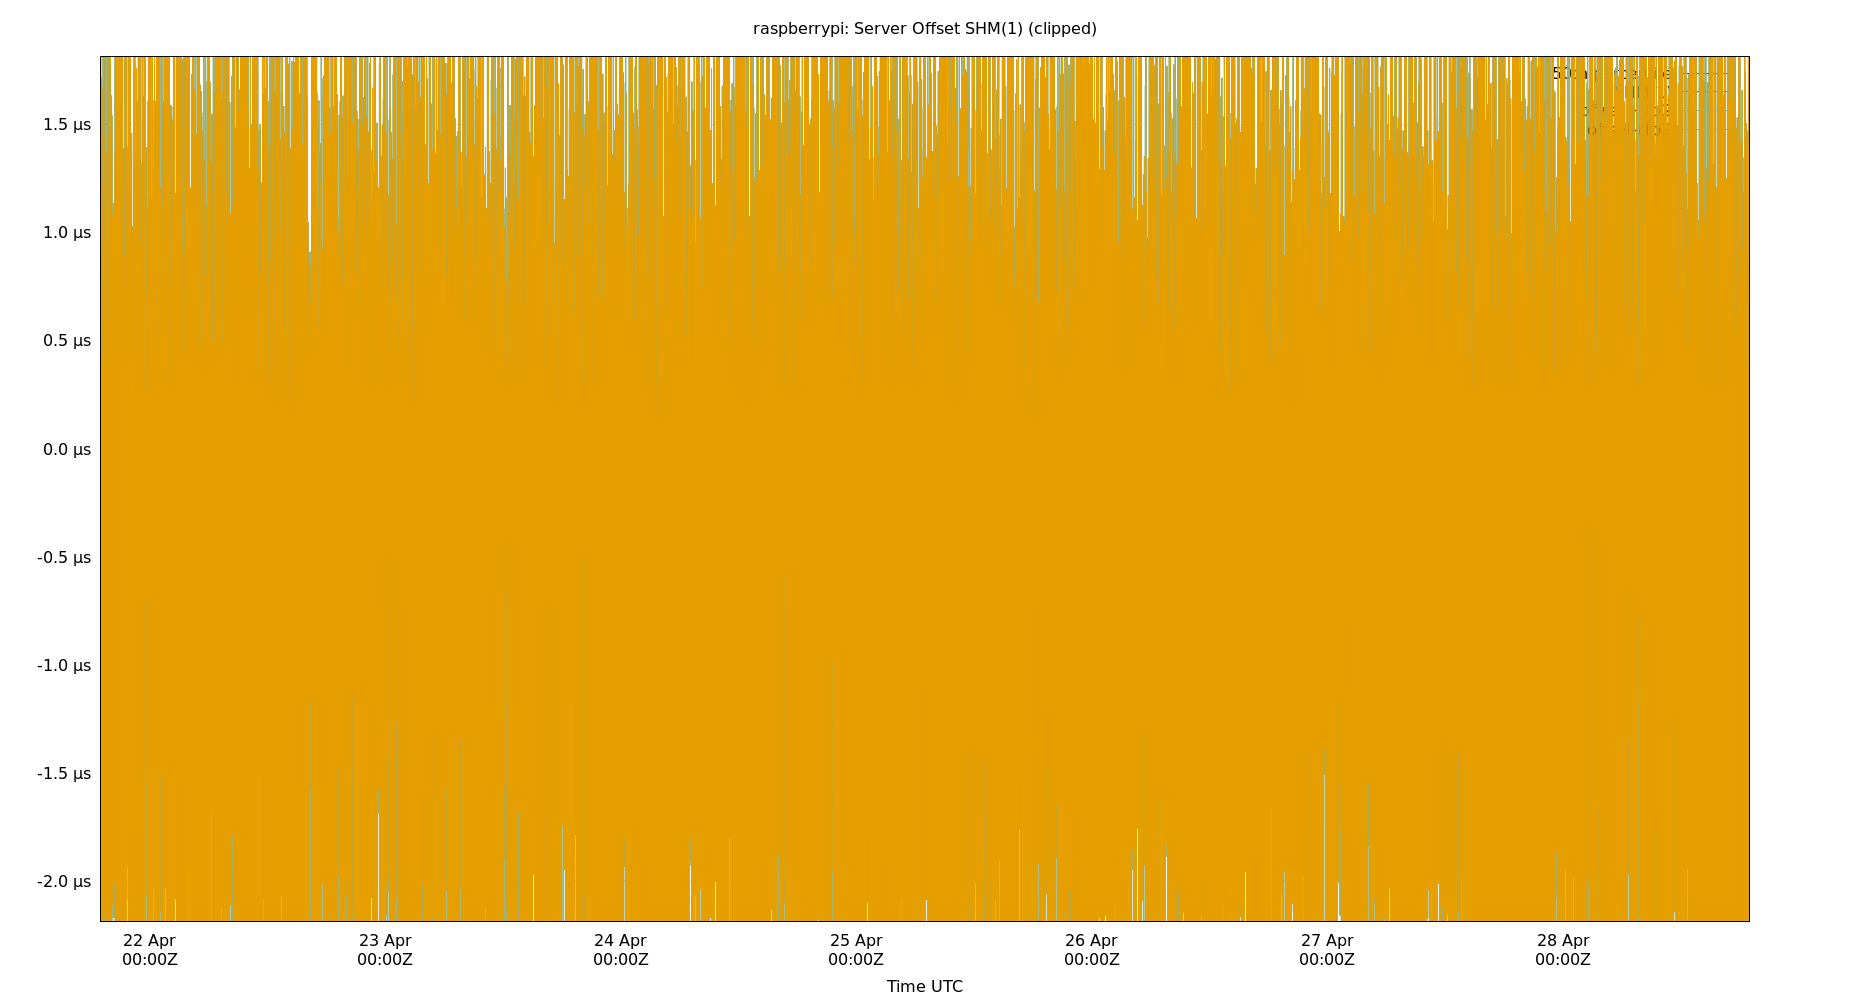 raspberrypi: Server Offset SHM(1) (clipped)
1.5 µs
1.0 µs
0.5 µs
0.0 µs
-0.5 µs
-1.0 µs
-1.5 µs
-2.0 µs
22 Apr
00:00Z
23 Apr
00:00Z
24 Apr
00:00Z
25 Apr
00:00Z
26 Apr
00:00Z
27 Apr
00:00Z
28 Apr
00:00Z
Time UTC